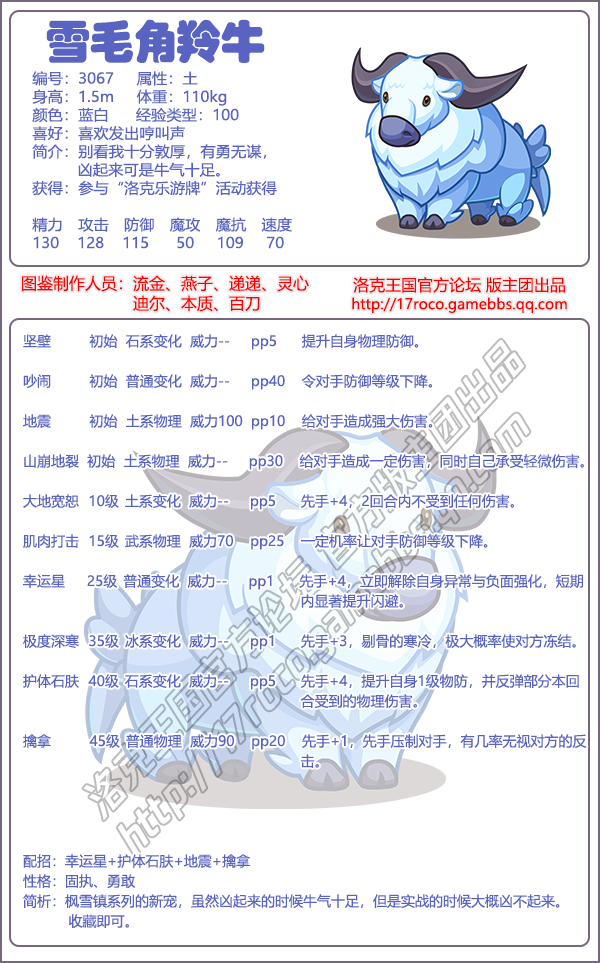 雪毛角羚牛
编号：3067 属性：土
身高：1.5m 体重：110kg
颜色：蓝白 经验类型：100
喜好：喜欢发出哼叫声
简介：别看我十分敦厚，有勇无谋，
凶起来可是牛气十足。
获得：参与“洛克乐游牌”活动获得
精力 攻击 防御 魔攻 魔抗 速度
130 128 115 50 109 70
图鉴制作人员：流金、燕子、递递、灵心
迪尔、本质、百刀
洛克王国官方论坛 版主团出品
http://17roco.gamebbs.qq.com
坚壁 初始 石系变化 威力-- pp5 提升自身物理防御。
吵闹 初始 普通变化 威力-- pp40 令对手防御等级下降。
地震 初始 土系物理 威力100 pp10 给对手造成强大伤害。
山崩地裂 初始 土系物理 威力-- pp30 给对手造成一定伤害，同时自己承受轻微伤害。
大地宽恕 10级 土系变化 威力-- pp5 先手+4，2回合内不受到任何伤害。
肌肉打击 15级 武系物理 威力70 pp25 一定机率让对手防御等级下降。
幸运星 25级 普通变化 威力-- pp1 先手+4，立即解除自身异常与负面强化，短期
内显著提升闪避。
极度深寒 35级 冰系变化 威力-- pp1 先手+3，剔骨的寒冷，极大概率使对方冻结。
护体石肤 40级 石系变化 威力-- pp5 先手+4，提升自身1级物防，并反弹部分本回
合受到的物理伤害。
擒拿 45级 普通物理 威力90 pp20 先手+1，先手压制对手，有几率无视对方的反
击。
洛克王国官方论坛 官方版主团出品
http://17roco.gamebbs.qq.com
配招：幸运星+护体石肤+地震+擒拿
性格：固执、勇敢
简析：枫雪镇系列的新宠，虽然凶起来的时候牛气十足，但是实战的时候大概凶不起来。
收藏即可。